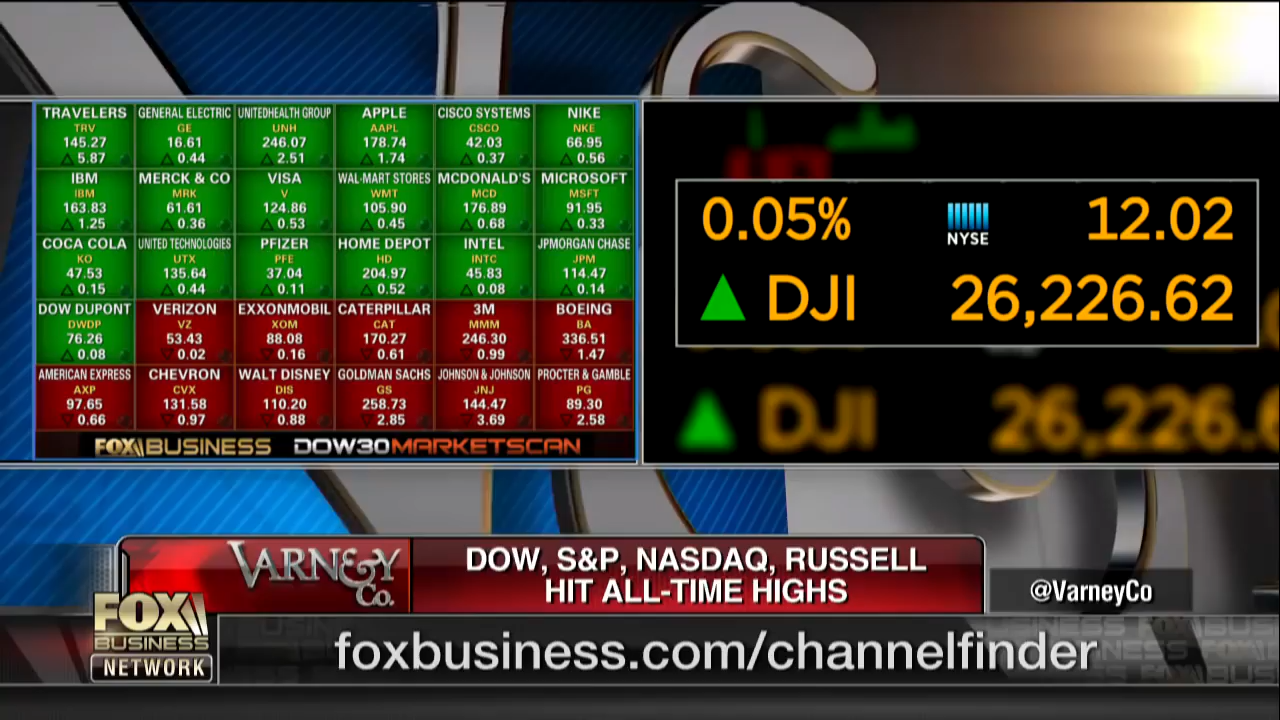 TRAVELERS
TRV
145.27
△ 5.87
GENERAL ELECTRIC
GE
16.61
△ 0.44
UNITEDHEALTH GROUP
UNH
246.07
△ 2.51
APPLE
AAPL
178.74
△ 1.74
CISCO SYSTEMS
CSCO
42.03
△ 0.37
NIKE
NKE
66.95
△ 0.56
IBM
IBM
163.83
△ 1.25
MERCK & CO
MRK
61.61
△ 0.36
VISA
V
124.86
△ 0.53
WAL-MART STORES
WMT
105.90
△ 0.45
MCDONALD'S
MCD
176.89
△ 0.68
MICROSOFT
MSFT
91.95
△ 0.33
COCA COLA
KO
47.53
△ 0.15
UNITED TECHNOLOGIES
UTX
135.64
△ 0.44
PFIZER
PFE
37.04
△ 0.11
HOME DEPOT
HD
204.97
△ 0.52
INTEL
INTC
45.83
△ 0.08
JPMORGAN CHASE
JPM
114.47
△ 0.14
DOW DUPONT
DWDP
76.26
△ 0.08
VERIZON
VZ
53.43
▽ 0.02
EXXONMOBIL
XOM
88.08
▽ 0.16
CATERPILLAR
CAT
170.27
▽ 0.61
3M
MMM
246.30
▽ 0.99
BOEING
BA
336.51
▽ 1.47
AMERICAN EXPRESS
AXP
97.65
▽ 0.66
CHEVRON
CVX
131.58
▽ 0.97
WALT DISNEY
DIS
110.20
▽ 0.88
GOLDMAN SACHS
GS
258.73
▽ 2.85
JOHNSON & JOHNSON
JNJ
144.47
▽ 3.69
PROCTER & GAMBLE
PG
89.30
▽ 2.58
FOX BUSINESS DOW30MARKETSCAN
0.05% NYSE 12.02
▲ DJI 26,226.62
▲ DJI 26,226.6
VARNEY & Co.
DOW, S&P, NASDAQ, RUSSELL
HIT ALL-TIME HIGHS
@VarneyCo
FOX
BUSINESS
NETWORK
foxbusiness.com/channelfinder